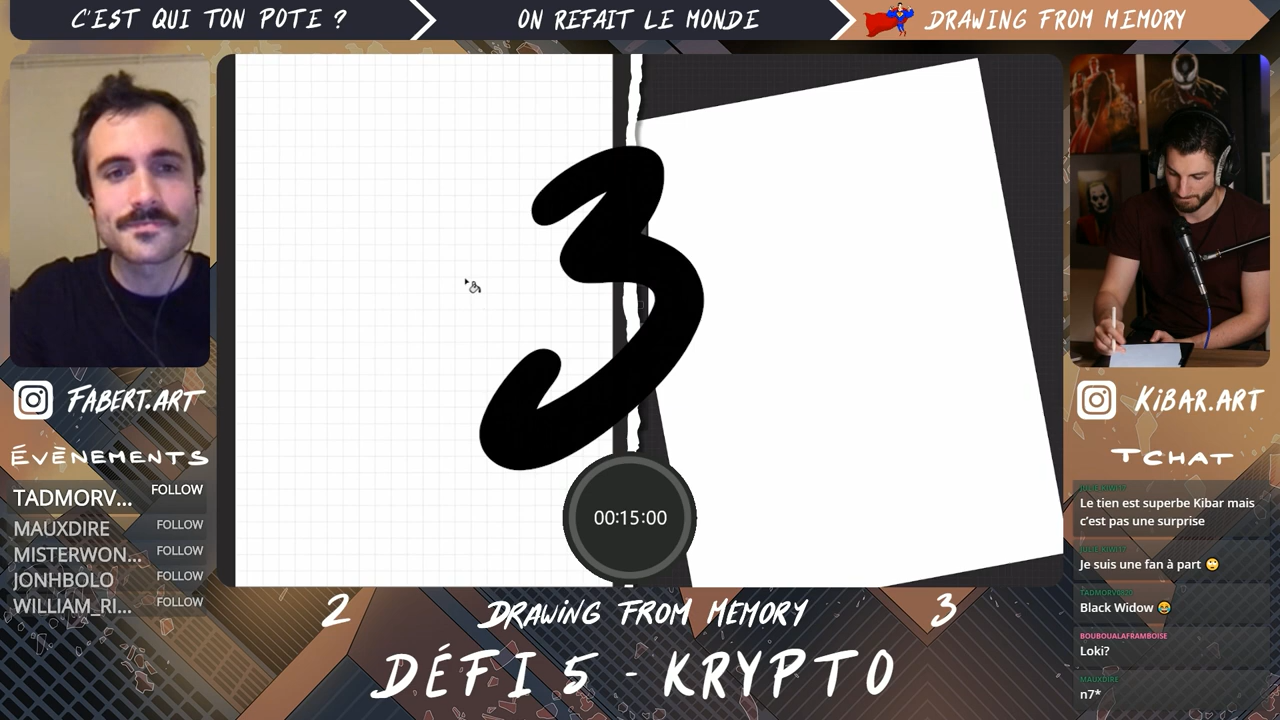 C'EST QUI TON POTE ?
ON REFAIT LE MONDE
DRAWING FROM MEMORY
3
00:15:00
FABERT.ART
ÉVÈNEMENTS
TADMORV... FOLLOW
MAUXDIRE FOLLOW
MISTERWON... FOLLOW
JONHBOLO FOLLOW
WILLIAM_RI... FOLLOW
KIBAR.ART
TCHAT
Le tien est superbe Kibar mais
c'est pas une surprise
Je suis une fan à part 🙄
Black Widow 😂
BOUBOUALAFRAMBOISE
Loki?
MAUXDIRE
n7*
2
DRAWING FROM MEMORY
3
DÉFI 5 - KRYPTO